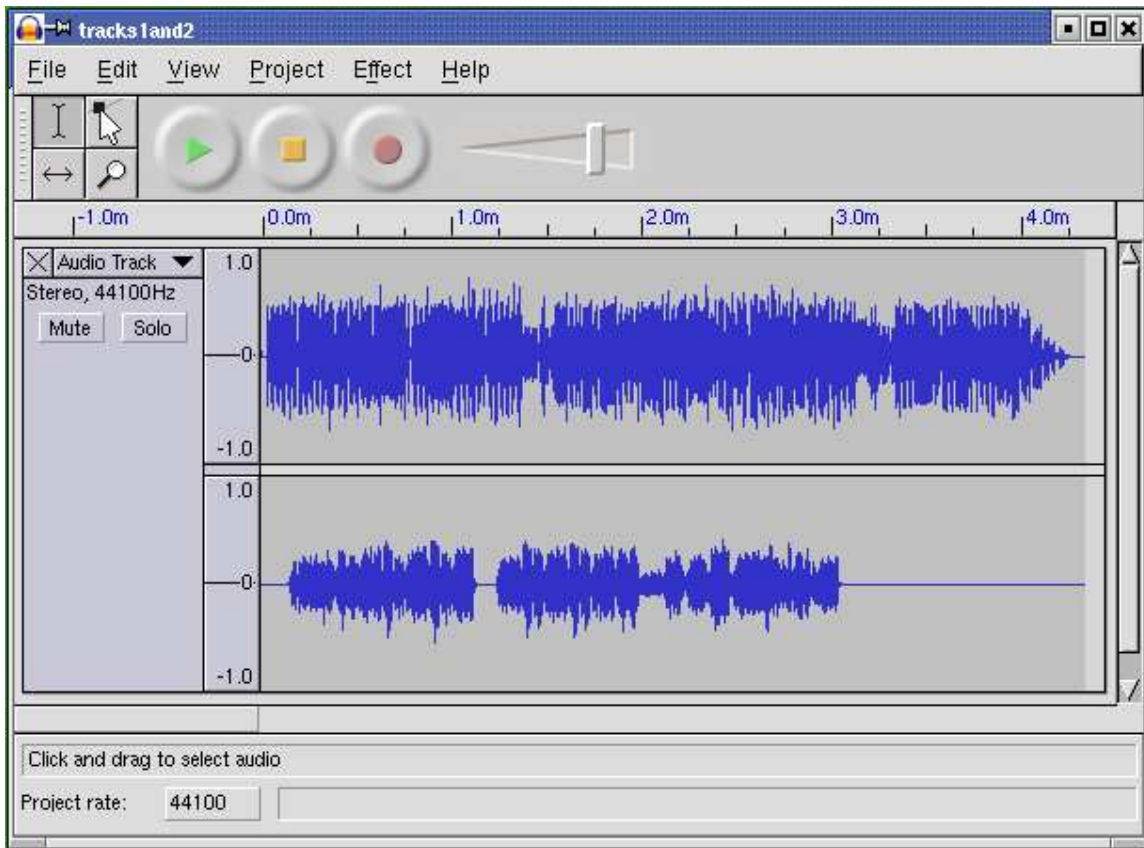 tracks1and2
File Edit View Project Effect Help
-1.0m 0.0m 1.0m 2.0m 3.0m 4.0m
Audio Track 1.0
Stereo, 44100Hz
Mute Solo
0
-1.0
1.0
0
-1.0
Click and drag to select audio
Project rate: 44100